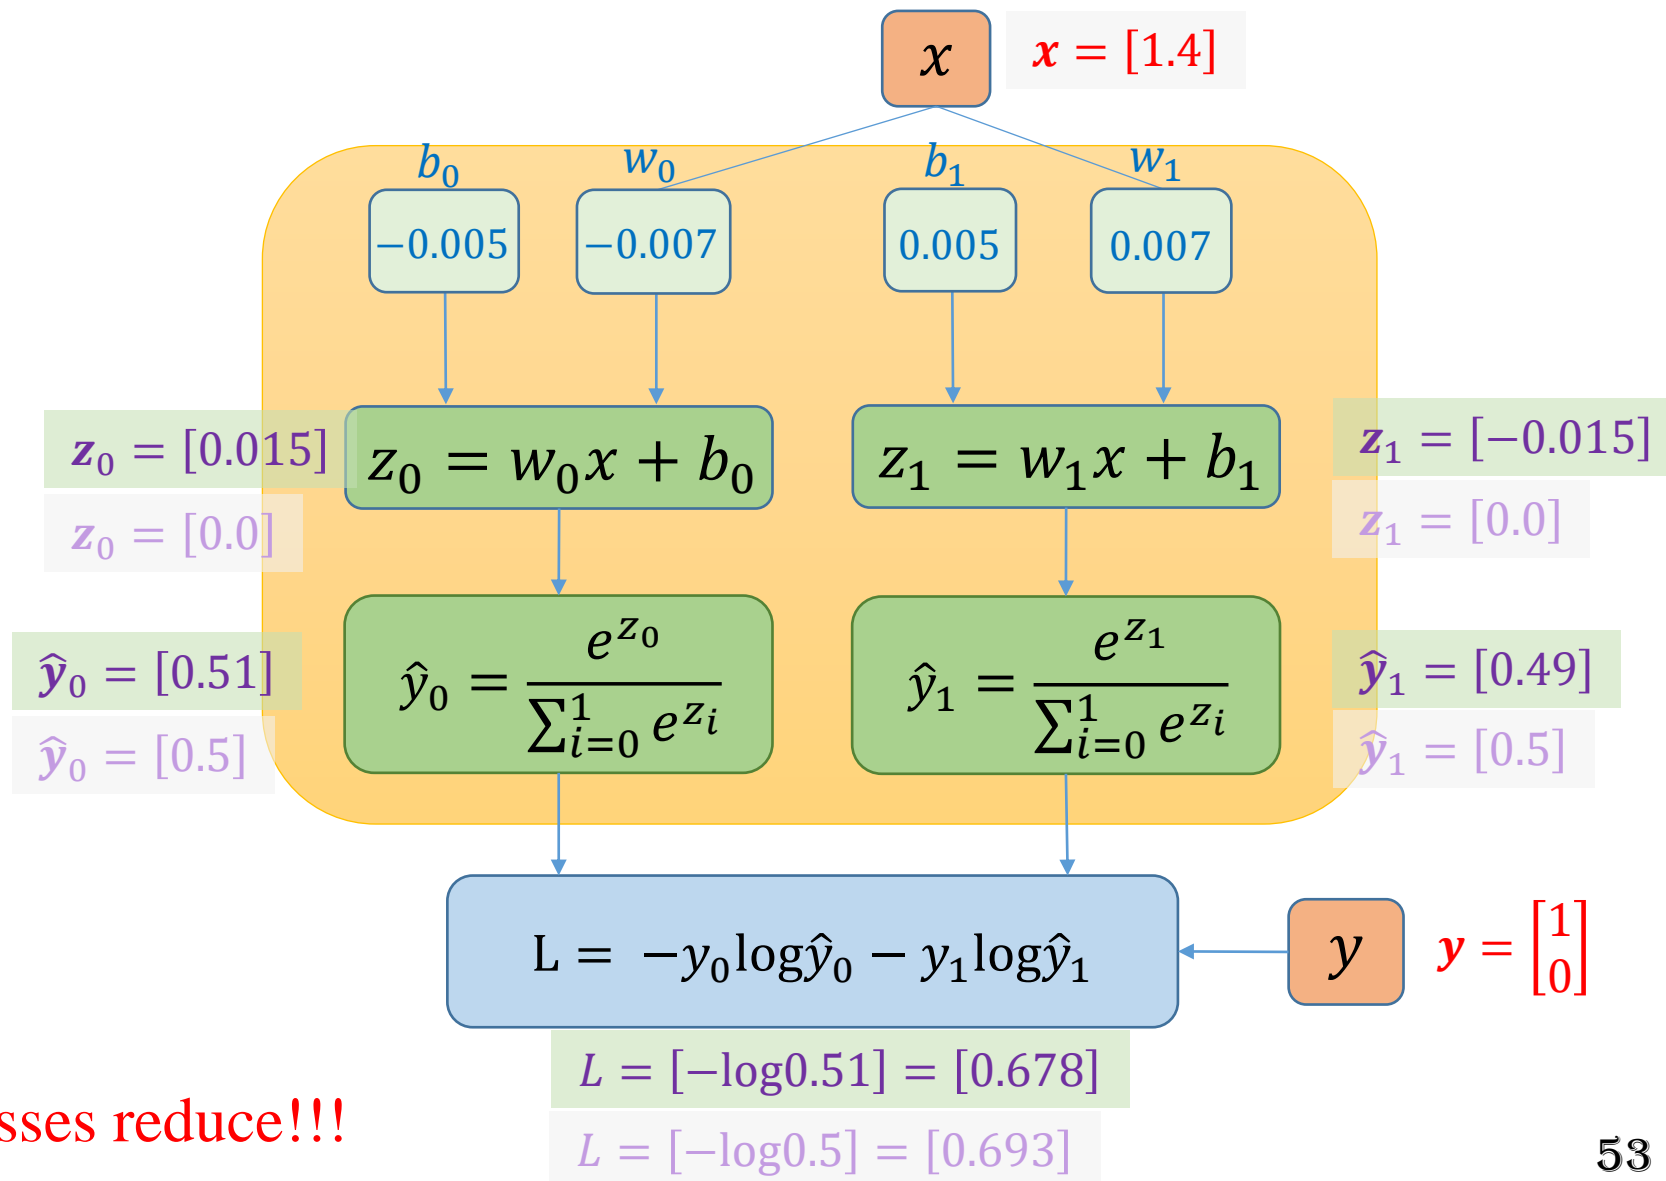 x
x = [1.4]
b₀ w₀ b₁ w₁
−0.005 −0.007 0.005 0.007
z₀ = [0.015]
z₀ = w₀x + b₀
z₁ = w₁x + b₁
z₁ = [−0.015]
z₀ = [0.0]
z₁ = [0.0]
ŷ₀ = [0.51]
ŷ₀ = e^{z₀} / ∑_{i=0}^{1} e^{z_i}
ŷ₁ = e^{z₁} / ∑_{i=0}^{1} e^{z_i}
ŷ₁ = [0.49]
ŷ₀ = [0.5]
ŷ₁ = [0.5]
L = −y₀logŷ₀ − y₁logŷ₁
y
y = [1 0]
L = [−log0.51] = [0.678]
sses reduce!!!
L = [−log0.5] = [0.693]
53